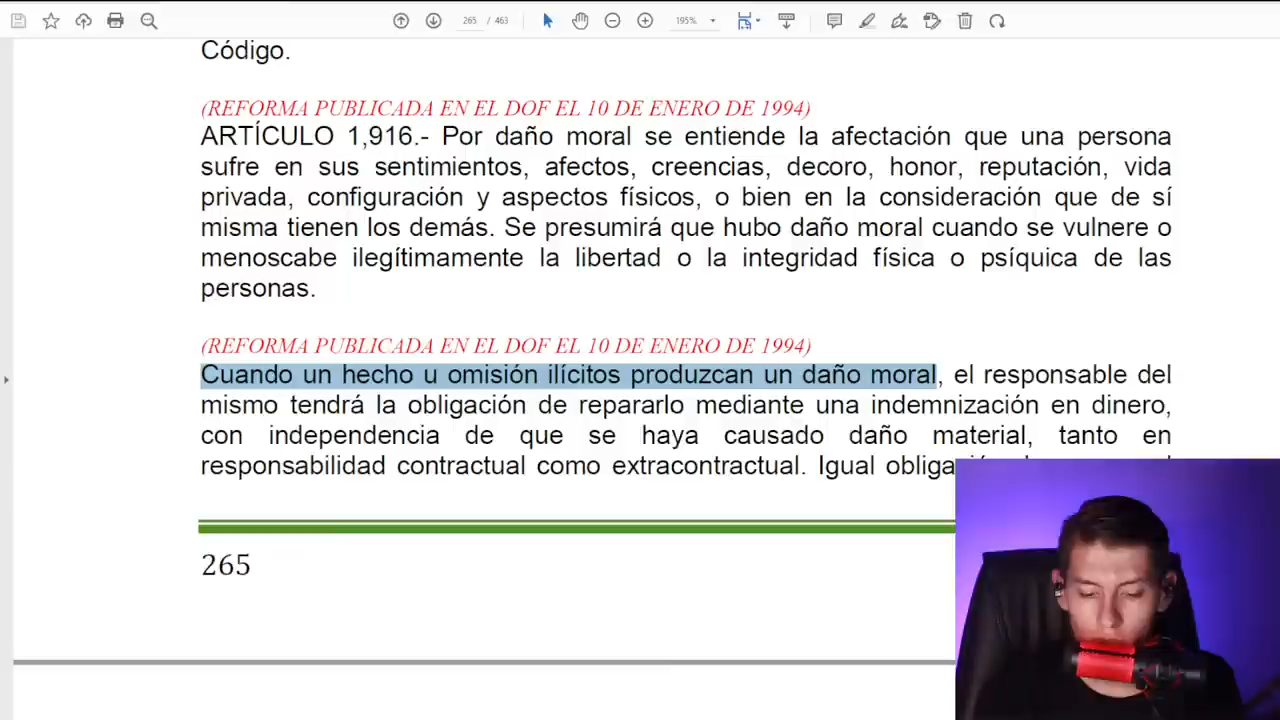 265 / 463
195%
Código.
(REFORMA PUBLICADA EN EL DOF EL 10 DE ENERO DE 1994)
ARTÍCULO 1,916.- Por daño moral se entiende la afectación que una persona
sufre en sus sentimientos, afectos, creencias, decoro, honor, reputación, vida
privada, configuración y aspectos físicos, o bien en la consideración que de sí
misma tienen los demás. Se presumirá que hubo daño moral cuando se vulnere o
menoscabe ilegítimamente la libertad o la integridad física o psíquica de las
personas.
(REFORMA PUBLICADA EN EL DOF EL 10 DE ENERO DE 1994)
Cuando un hecho u omisión ilícitos produzcan un daño moral, el responsable del
mismo tendrá la obligación de repararlo mediante una indemnización en dinero,
con independencia de que se haya causado daño material, tanto en
responsabilidad contractual como extracontractual. Igual
265